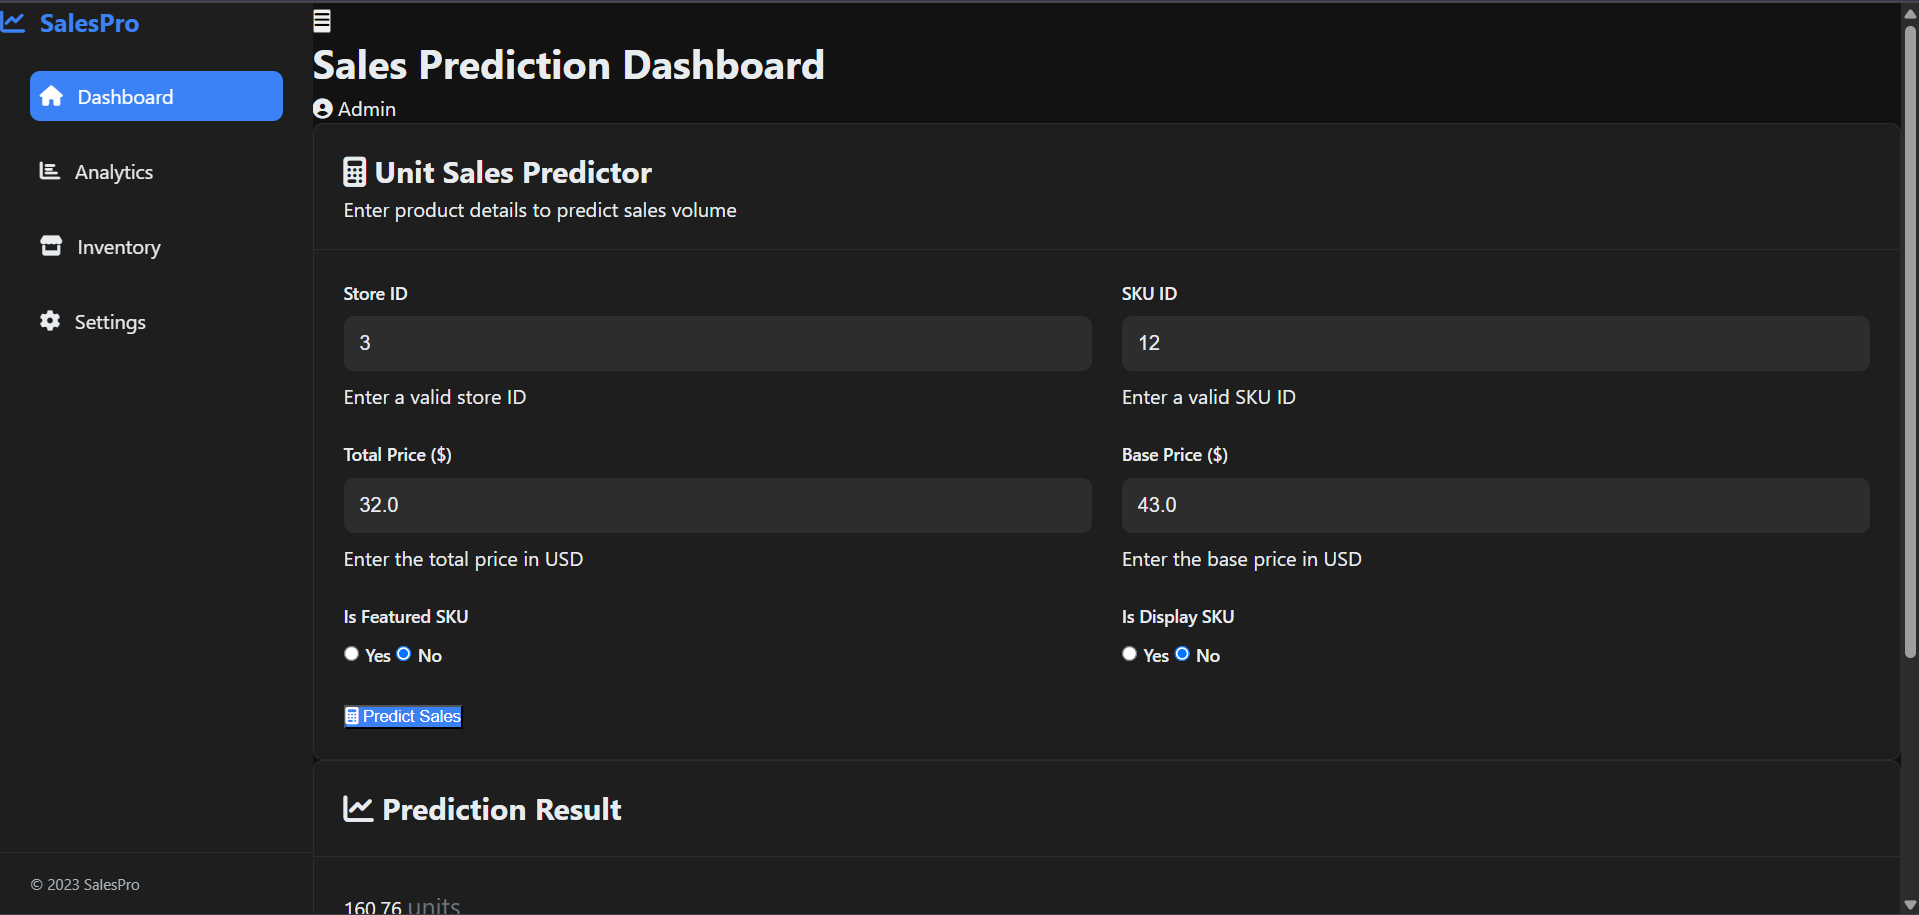 SalesPro
Dashboard
Analytics
Inventory
Settings
© 2023 SalesPro
Sales Prediction Dashboard
Admin
Unit Sales Predictor
Enter product details to predict sales volume
Store ID
3
Enter a valid store ID
SKU ID
12
Enter a valid SKU ID
Total Price ($)
32.0
Enter the total price in USD
Base Price ($)
43.0
Enter the base price in USD
Is Featured SKU
Yes No
Is Display SKU
Yes No
Predict Sales
Prediction Result
160.76 units